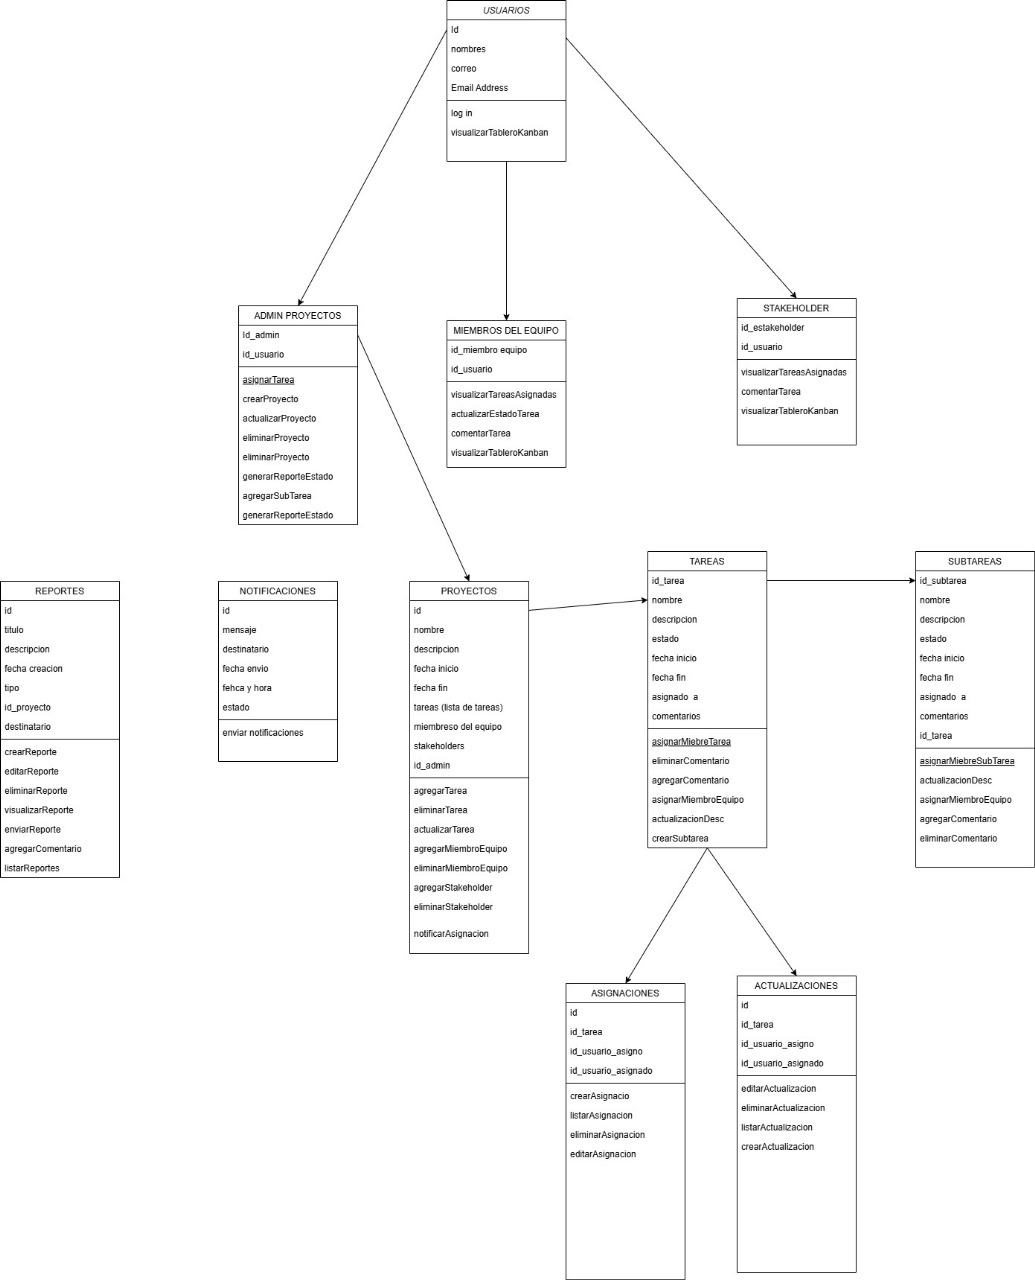 USUARIOS
Id
nombres
correo
Email Address
log in
visualizarTableroKanban
ADMIN PROYECTOS
Id_admin
id_usuario
asignarTarea
crearProyecto
actualizarProyecto
eliminarProyecto
eliminarProyecto
generarReporteEstado
agregarSubTarea
generarReporteEstado
MIEMBROS DEL EQUIPO
id_miembro equipo
id_usuario
visualizarTareasAsignadas
actualizarEstadoTarea
comentarTarea
visualizarTableroKanban
STAKEHOLDER
id_estakeholder
id_usuario
visualizarTareasAsignadas
comentarTarea
visualizarTableroKanban
REPORTES
id
titulo
descripcion
fecha creacion
tipo
id_proyecto
destinatario
crearReporte
editarReporte
eliminarReporte
visualizarReporte
enviarReporte
agregarComentario
listarReportes
NOTIFICACIONES
id
mensaje
destinatario
fecha envio
fehca y hora
estado
enviar notificaciones
PROYECTOS
id
nombre
descripcion
fecha inicio
fecha fin
tareas (lista de tareas)
miembreso del equipo
stakeholders
id_admin
agregarTarea
eliminarTarea
actualizarTarea
agregarMiembroEquipo
eliminarMiembroEquipo
agregarStakeholder
eliminarStakeholder
notificarAsignacion
TAREAS
id_tarea
nombre
descripcion
estado
fecha inicio
fecha fin
asignado  a
comentarios
asignarMiebreTarea
eliminarComentario
agregarComentario
asignarMiembroEquipo
actualizacionDesc
crearSubtarea
SUBTAREAS
id_subtarea
nombre
descripcion
estado
fecha inicio
fecha fin
asignado  a
comentarios
id_tarea
asignarMiebreSubTarea
actualizacionDesc
asignarMiembroEquipo
agregarComentario
eliminarComentario
ASIGNACIONES
id
id_tarea
id_usuario_asigno
id_usuario_asignado
crearAsignacio
listarAsignacion
eliminarAsignacion
editarAsignacion
ACTUALIZACIONES
id
id_tarea
id_usuario_asigno
id_usuario_asignado
editarActualizacion
eliminarActualizacion
listarActualizacion
crearActualizacion